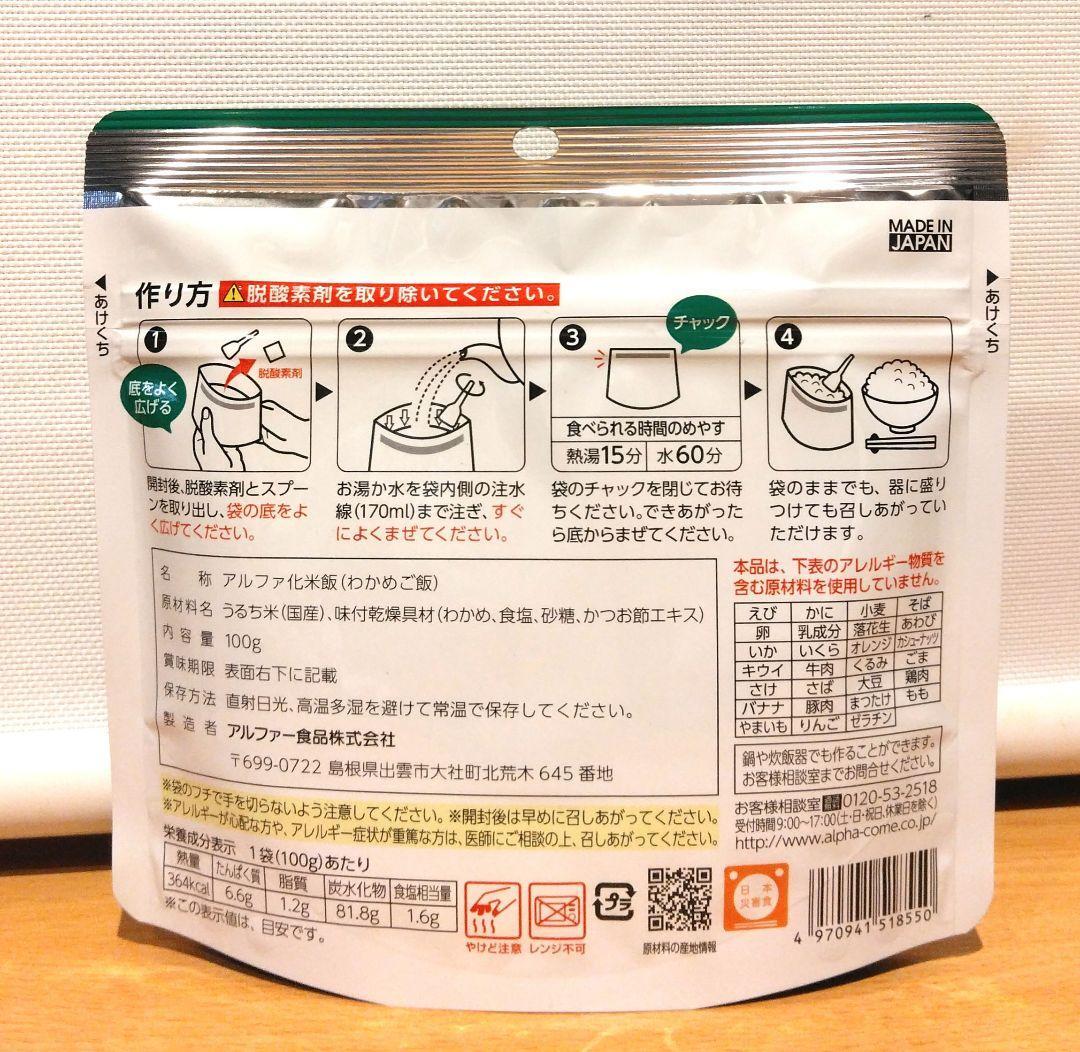 MADE IN
JAPAN
◀あけくち
▶あけくち
作り方 ⚠脱酸素剤を取り除いてください。
1
脱酸素剤
底をよく
広げる
開封後、脱酸素剤とスプー
ンを取り出し、袋の底をよ
く広げてください。
2
お湯か水を袋内側の注水
線(170ml)まで注ぎ、すぐ
によくまぜてください。
3
チャック
食べられる時間のめやす
熱湯15分 水60分
袋のチャックを閉じてお待
ちください。できあがった
ら底からまぜてください。
4
袋のままでも、器に盛り
つけても召しあがってい
ただけます。
名称 アルファ化米飯(わかめご飯)
原材料名 うるち米(国産)、味付乾燥具材(わかめ、食塩、砂糖、かつお節エキス)
内容量 100g
賞味期限 表面右下に記載
保存方法 直射日光、高温多湿を避けて常温で保存してください。
製造者 アルファー食品株式会社
〒699-0722 島根県出雲市大社町北荒木645番地
本品は、下表のアレルギー物質を
含む原材料を使用していません。
えび かに 小麦 そば
卵 乳成分 落花生 あわび
いか いくら オレンジ カシューナッツ
キウイ 牛肉 くるみ ごま
さけ さば 大豆 鶏肉
バナナ 豚肉 まつたけ もも
やまいも りんご ゼラチン
鍋や炊飯器でも作ることができます。
お客様相談室までお問合せください。
お客様相談室 0120-53-2518
受付時間9:00〜17:00(土・日・祝日、休業日を除く)
http://www.alpha-come.co.jp/
※袋のフチで手を切らないよう注意してください。※開封後は早めに召しあがってください。
※アレルギーが心配な方や、アレルギー症状が重篤な方は、医師にご相談の上、召しあがってください。
栄養成分表示 1袋(100g)あたり
熱量 たんぱく質 脂質 炭水化物 食塩相当量
364kcal 6.6g 1.2g 81.8g 1.6g
※この表示値は、目安です。
やけど注意
レンジ不可
プラ
原材料の産地情報
日本
災害食
4 970941 518550